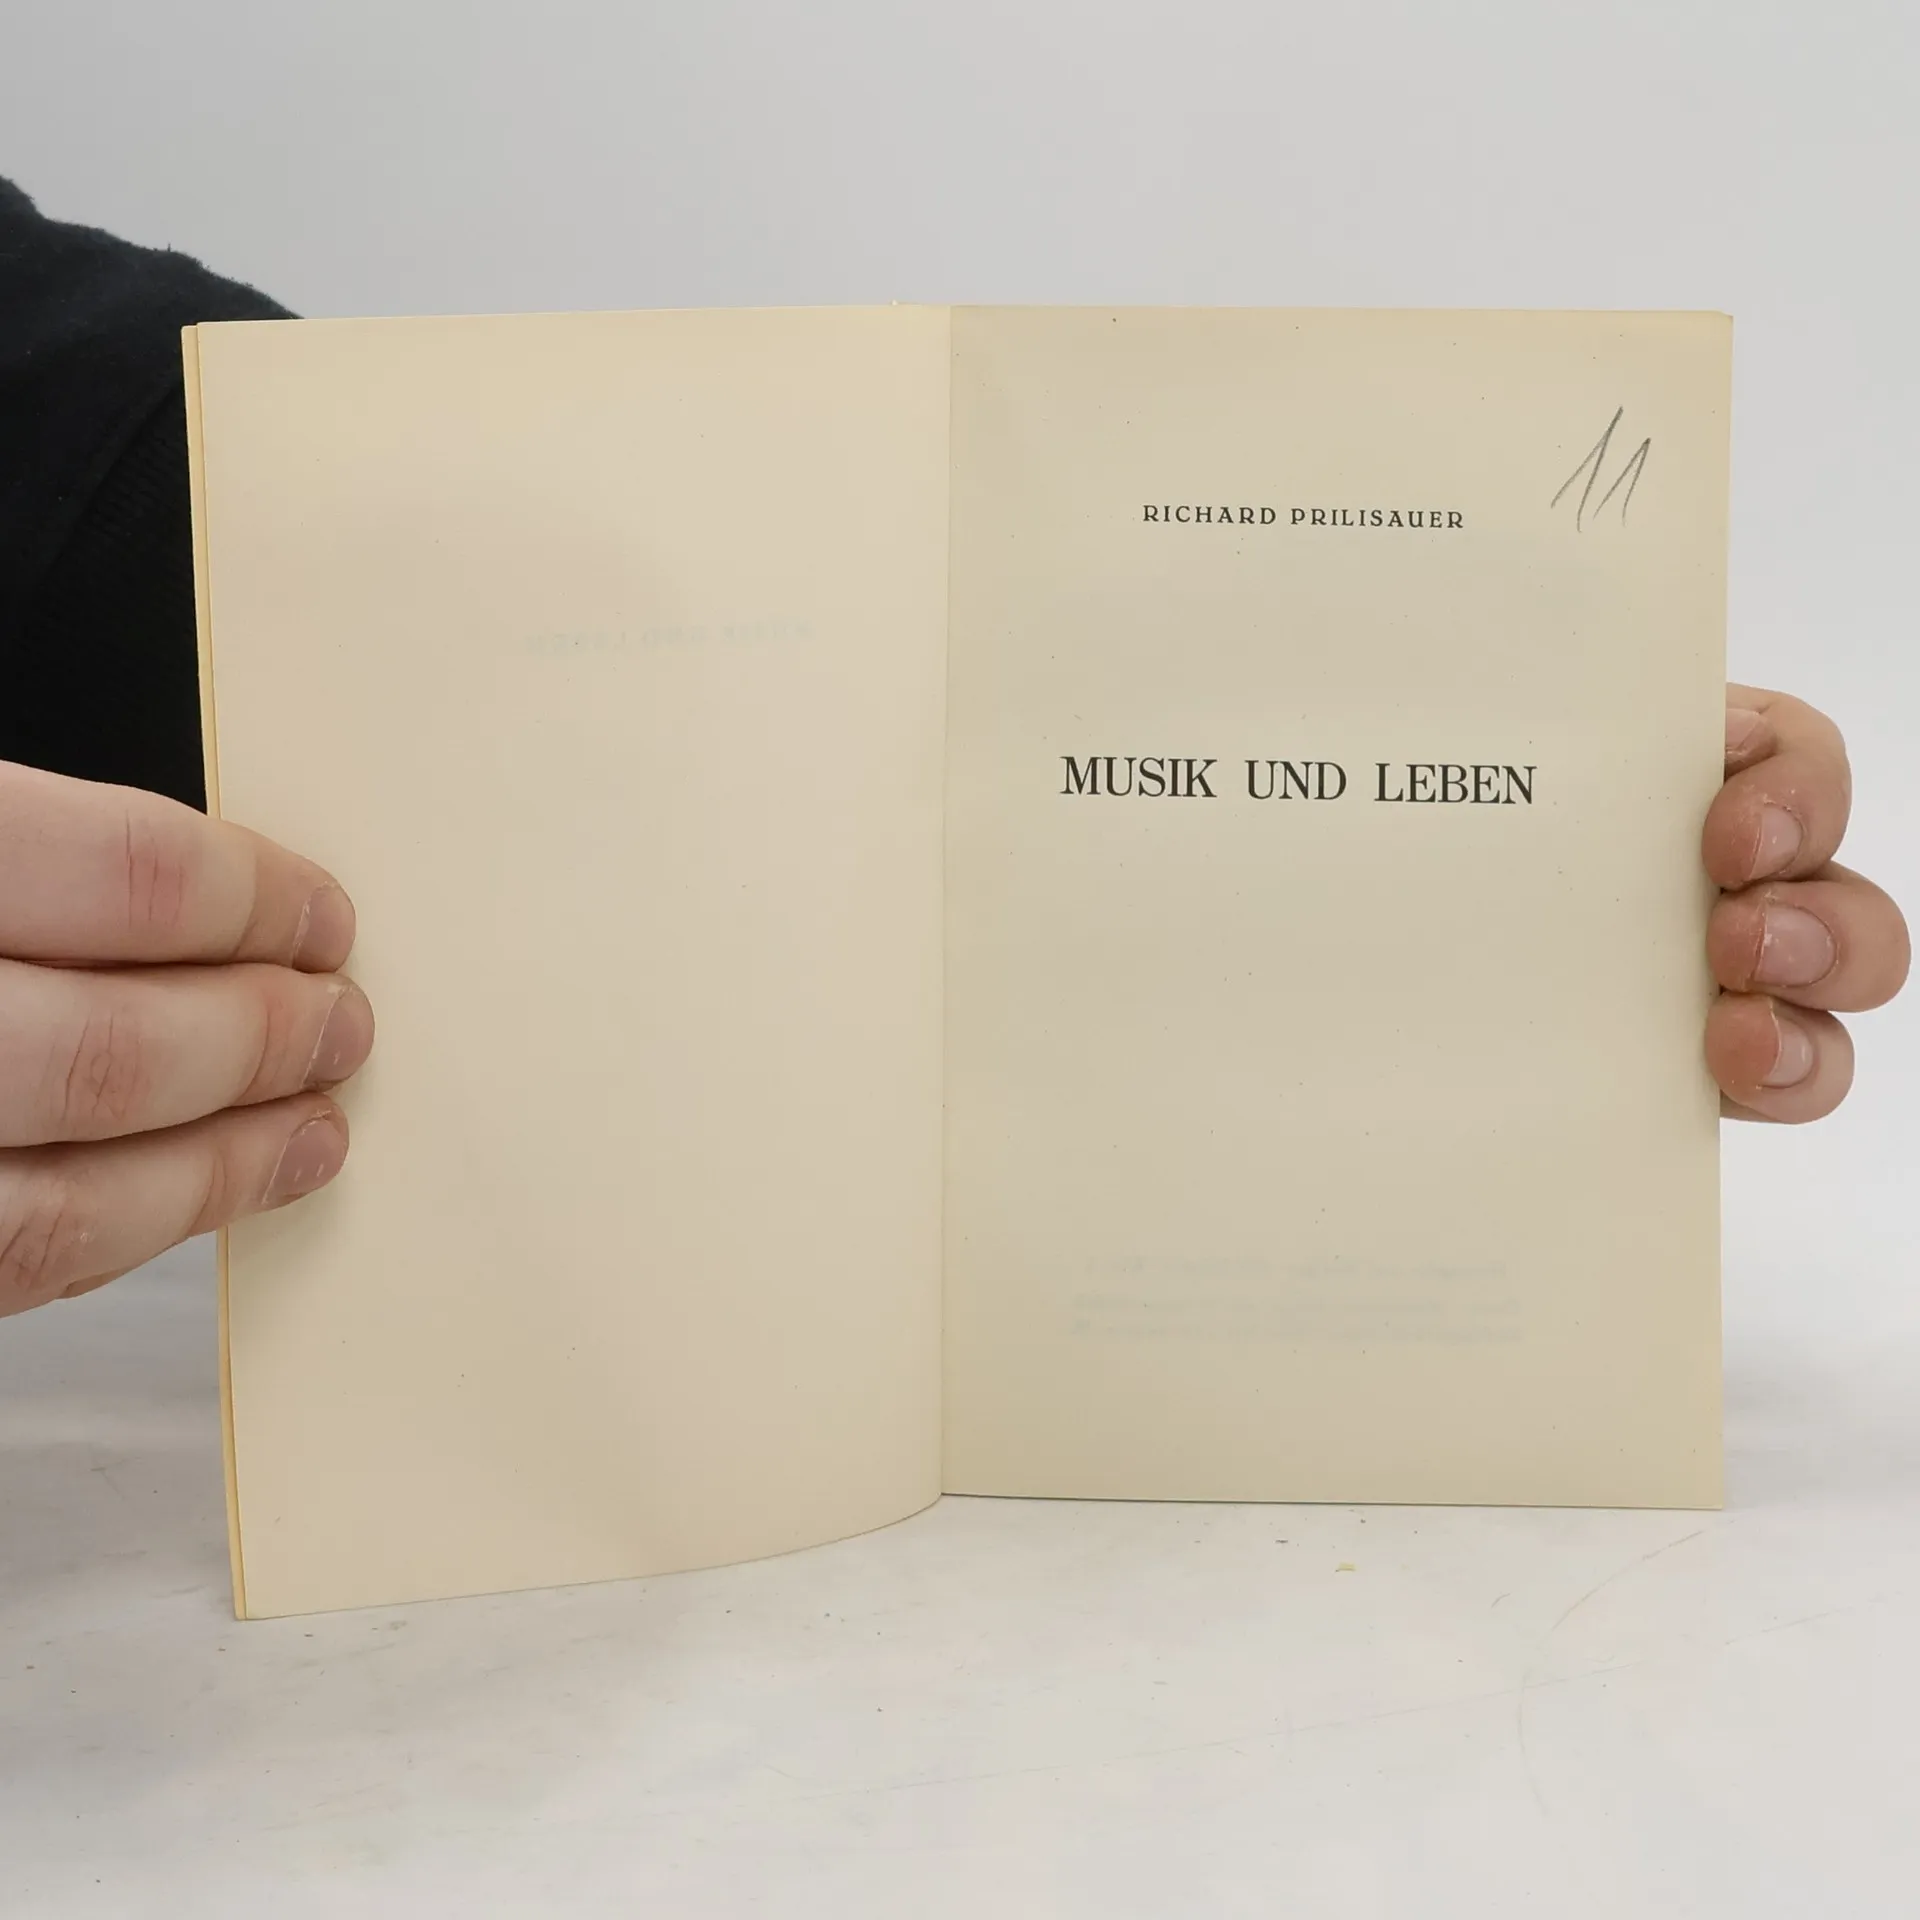 11
RICHARD PRILISAUER
MUSIK UND LEBEN